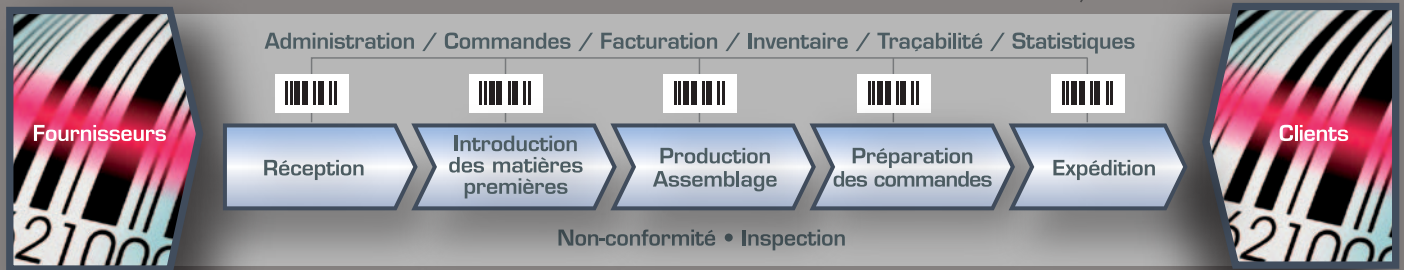 Administration / Commandes / Facturation / Inventaire / Traçabilité / Statistiques
Fournisseurs
Réception
Introduction
des matières
premières
Production
Assemblage
Préparation
des commandes
Expédition
Clients
Non-conformité • Inspection